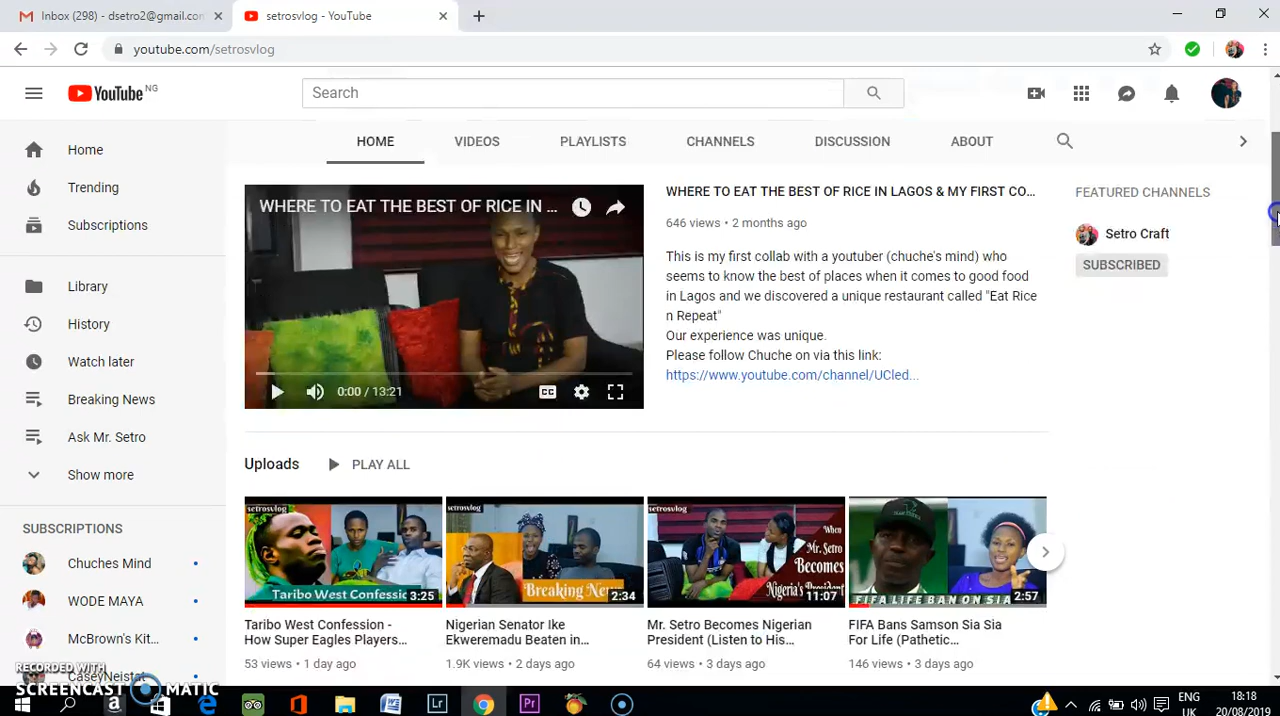 Inbox (298) - dsetro2@gmail.con
setrosvlog - YouTube
youtube.com/setrosvlog
YouTube NG
Search
HOME VIDEOS PLAYLISTS CHANNELS DISCUSSION ABOUT
Home
Trending
Subscriptions
Library
History
Watch later
Breaking News
Ask Mr. Setro
Show more
SUBSCRIPTIONS
Chuches Mind
WODE MAYA
McBrown's Kit...
CaseyNeistat
WHERE TO EAT THE BEST OF RICE IN ...
0:00 / 13:21
CC
WHERE TO EAT THE BEST OF RICE IN LAGOS & MY FIRST CO...
646 views • 2 months ago
This is my first collab with a youtuber (chuche's mind) who
seems to know the best of places when it comes to good food
in Lagos and we discovered a unique restaurant called "Eat Rice
n Repeat"
Our experience was unique.
Please follow Chuche on via this link:
https://www.youtube.com/channel/UCled...
FEATURED CHANNELS
Setro Craft
SUBSCRIBED
Uploads PLAY ALL
setrosvlog
Taribo West Confessic
3:25
Taribo West Confession -
How Super Eagles Players...
53 views • 1 day ago
setrosvlog
Breaking New
2:34
Nigerian Senator Ike
Ekweremadu Beaten in...
1.9K views • 2 days ago
setrosvlog
When
Mr. Setro
Becomes
Nigeria's
President
11:07
Mr. Setro Becomes Nigerian
President (Listen to His...
64 views • 3 days ago
FIFA LIFE BAN ON SIA
2:57
FIFA Bans Samson Sia Sia
For Life (Pathetic...
146 views • 3 days ago
RECORDED WITH
SCREENCAST MATIC
ENG
UK
18:18
20/08/2019